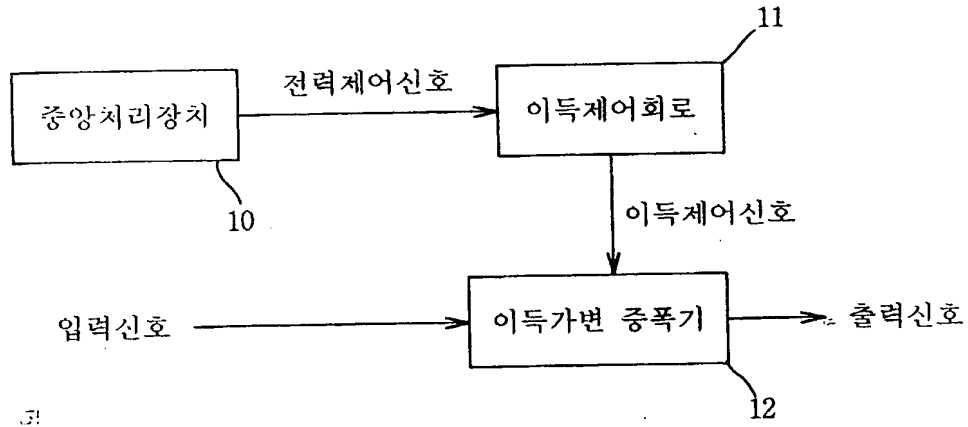 11
전력제어신호
중앙처리장치
이득제어회로
10
이득제어신호
입력신호
이득가변 증폭기
출력신호
12